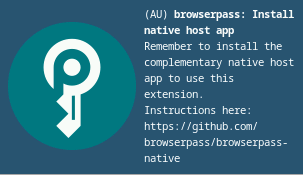 (AU) browserpass: Install
native host app
Remember to install the
complementary native host
app to use this
extension.
Instructions here:
https://github.com/
browserpass/browserpass-
native